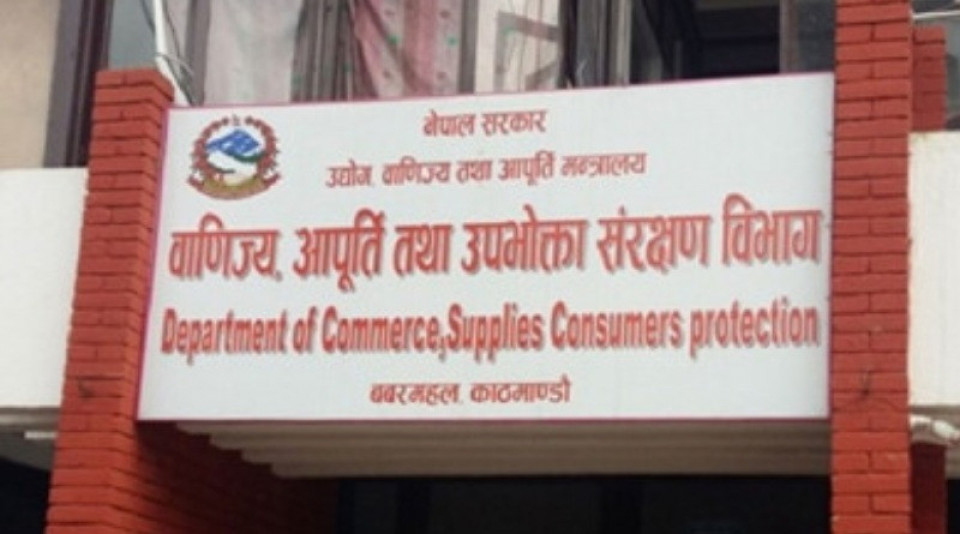 नेपाल सरकार
उद्योग, वाणिज्य तथा आपूर्ति मन्त्रालय
वाणिज्य, आपूर्ति तथा उपभोक्ता संरक्षण विभाग
Department of Commerce,Supplies Consumers protection
बबरमहल, काठमाण्डौ